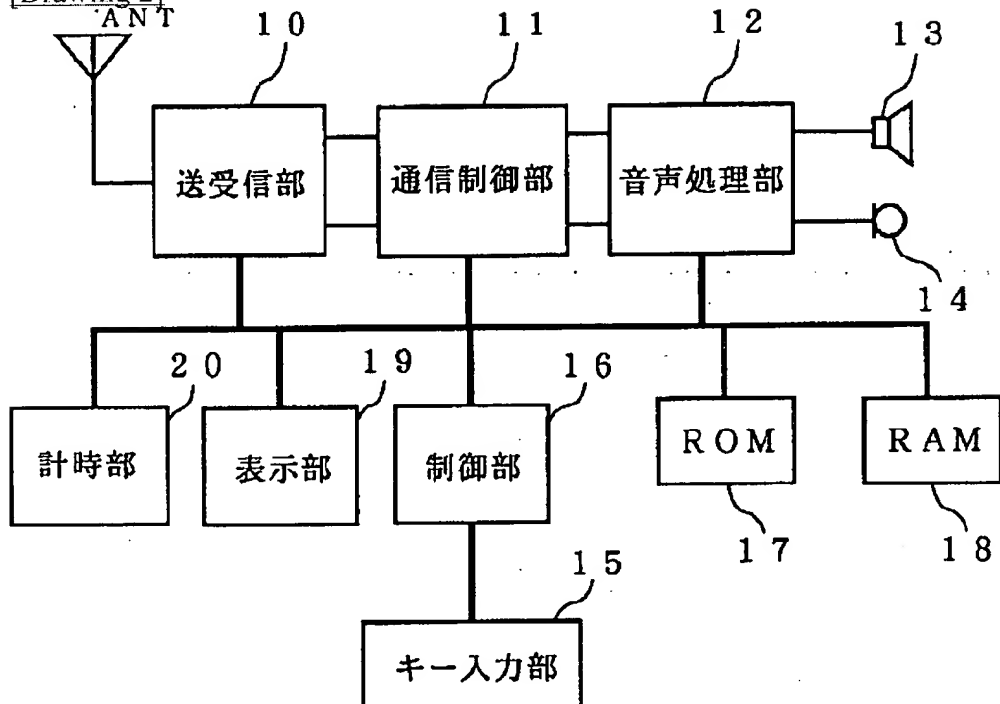 [Drawing 2]
ANT
10
11
12
13
送受信部
通信制御部
音声処理部
14
20
19
16
計時部
表示部
制御部
ROM
RAM
17
18
15
キー入力部